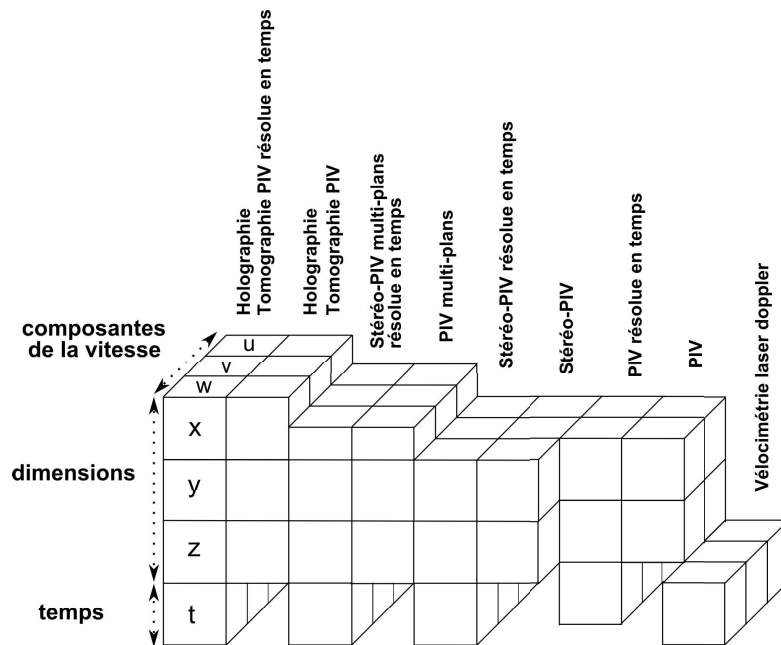 Holographie
Tomographie PIV résolue en temps
Holographie
Tomographie PIV
Stéréo-PIV multi-plans
résolue en temps
PIV multi-plans
Stéréo-PIV résolue en temps
Stéréo-PIV
PIV résolue en temps
PIV
Vélocimétrie laser doppler
composantes
de la vitesse
u
v
w
x
dimensions
y
z
temps
t